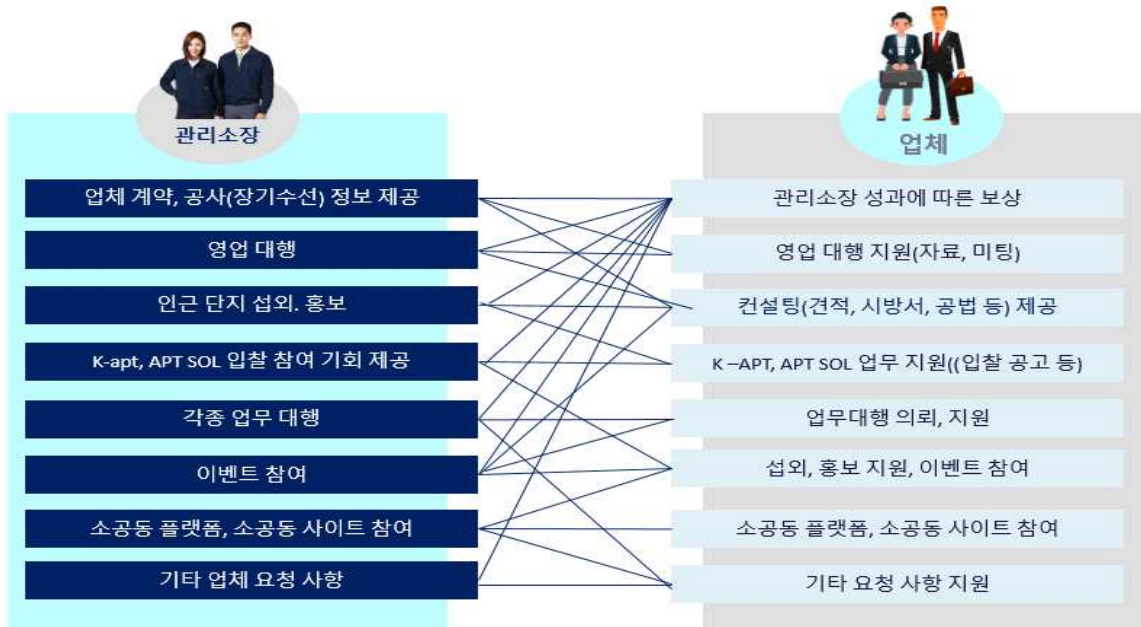 관리소장
업체 계약, 공사(장기수선) 정보 제공
영업 대행
인근 단지 섭외. 홍보
K-apt, APT SOL 입찰 참여 기회 제공
각종 업무 대행
이벤트 참여
소공동 플랫폼, 소공동 사이트 참여
기타 업체 요청 사항
업체
관리소장 성과에 따른 보상
영업 대행 지원(자료, 미팅)
컨설팅(견적, 시방서, 공법 등) 제공
K –APT, APT SOL 업무 지원((입찰 공고 등)
업무대행 의뢰, 지원
섭외, 홍보 지원, 이벤트 참여
소공동 플랫폼, 소공동 사이트 참여
기타 요청 사항 지원